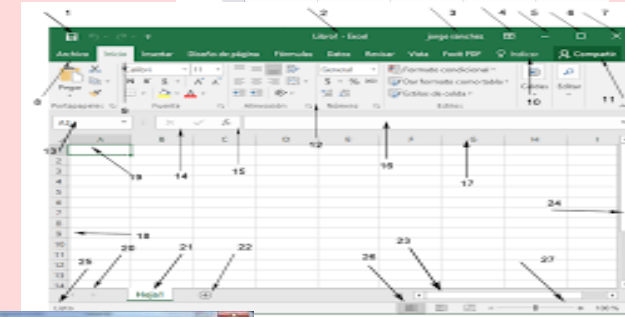 1 2 3 4 5 6 7
Libro1 - Excel jorge sanches
Archivo Inicio Insertar Diseño de página Fórmulas Datos Revisar Vista Foxit PDF Indicar Compartir
Calibri 11 General Formato condicional
Pegar N K S A A $ % 000 Dar formato como tabla Celdas Editar
A Estilos de celda
8 9 10 11
Portapapeles Fuente Alineación Número Estilos
12
A1 fx
13 14 15 16
A B C D E F G H I
17
1
2
3 19
4
5
6
7 24
8
9 18
10
11 20 21 22 23
12 25 26 27
13
14
Hoja1
Listo 100 %